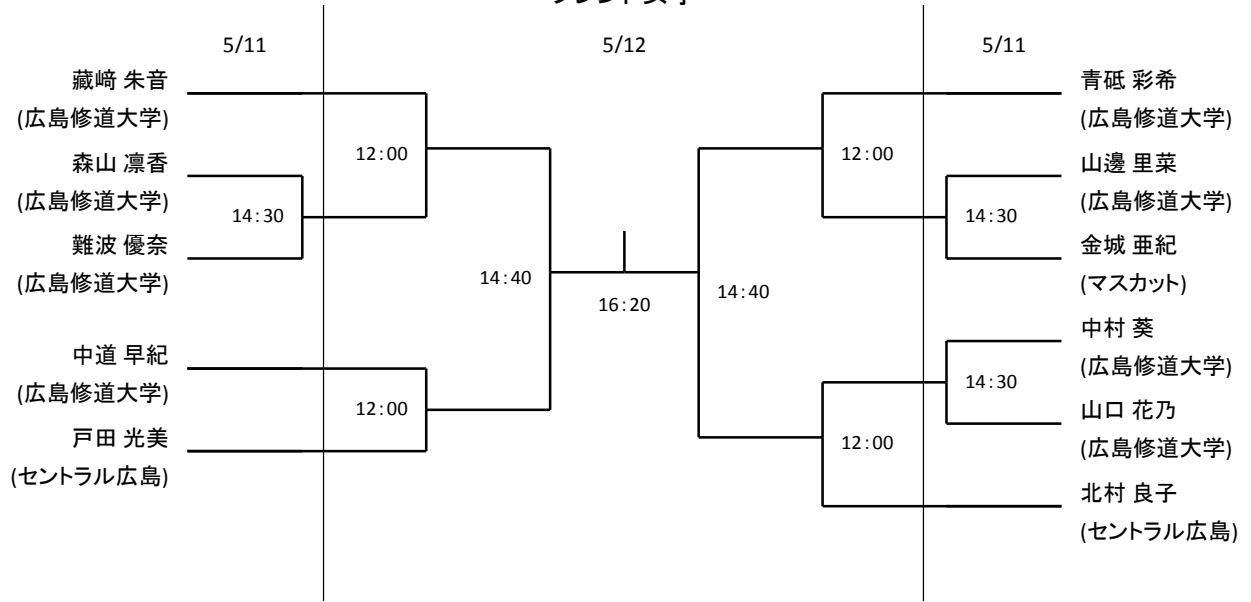 5/11
5/12
5/11
藏﨑 朱音
(広島修道大学)
12:00
森山 凛香
(広島修道大学)
14:30
難波 優奈
(広島修道大学)
14:40
中道 早紀
(広島修道大学)
12:00
戸田 光美
(セントラル広島)
16:20
青砥 彩希
(広島修道大学)
12:00
山邊 里菜
(広島修道大学)
14:30
金城 亜紀
(マスカット)
14:40
中村 葵
(広島修道大学)
14:30
山口 花乃
(広島修道大学)
12:00
北村 良子
(セントラル広島)